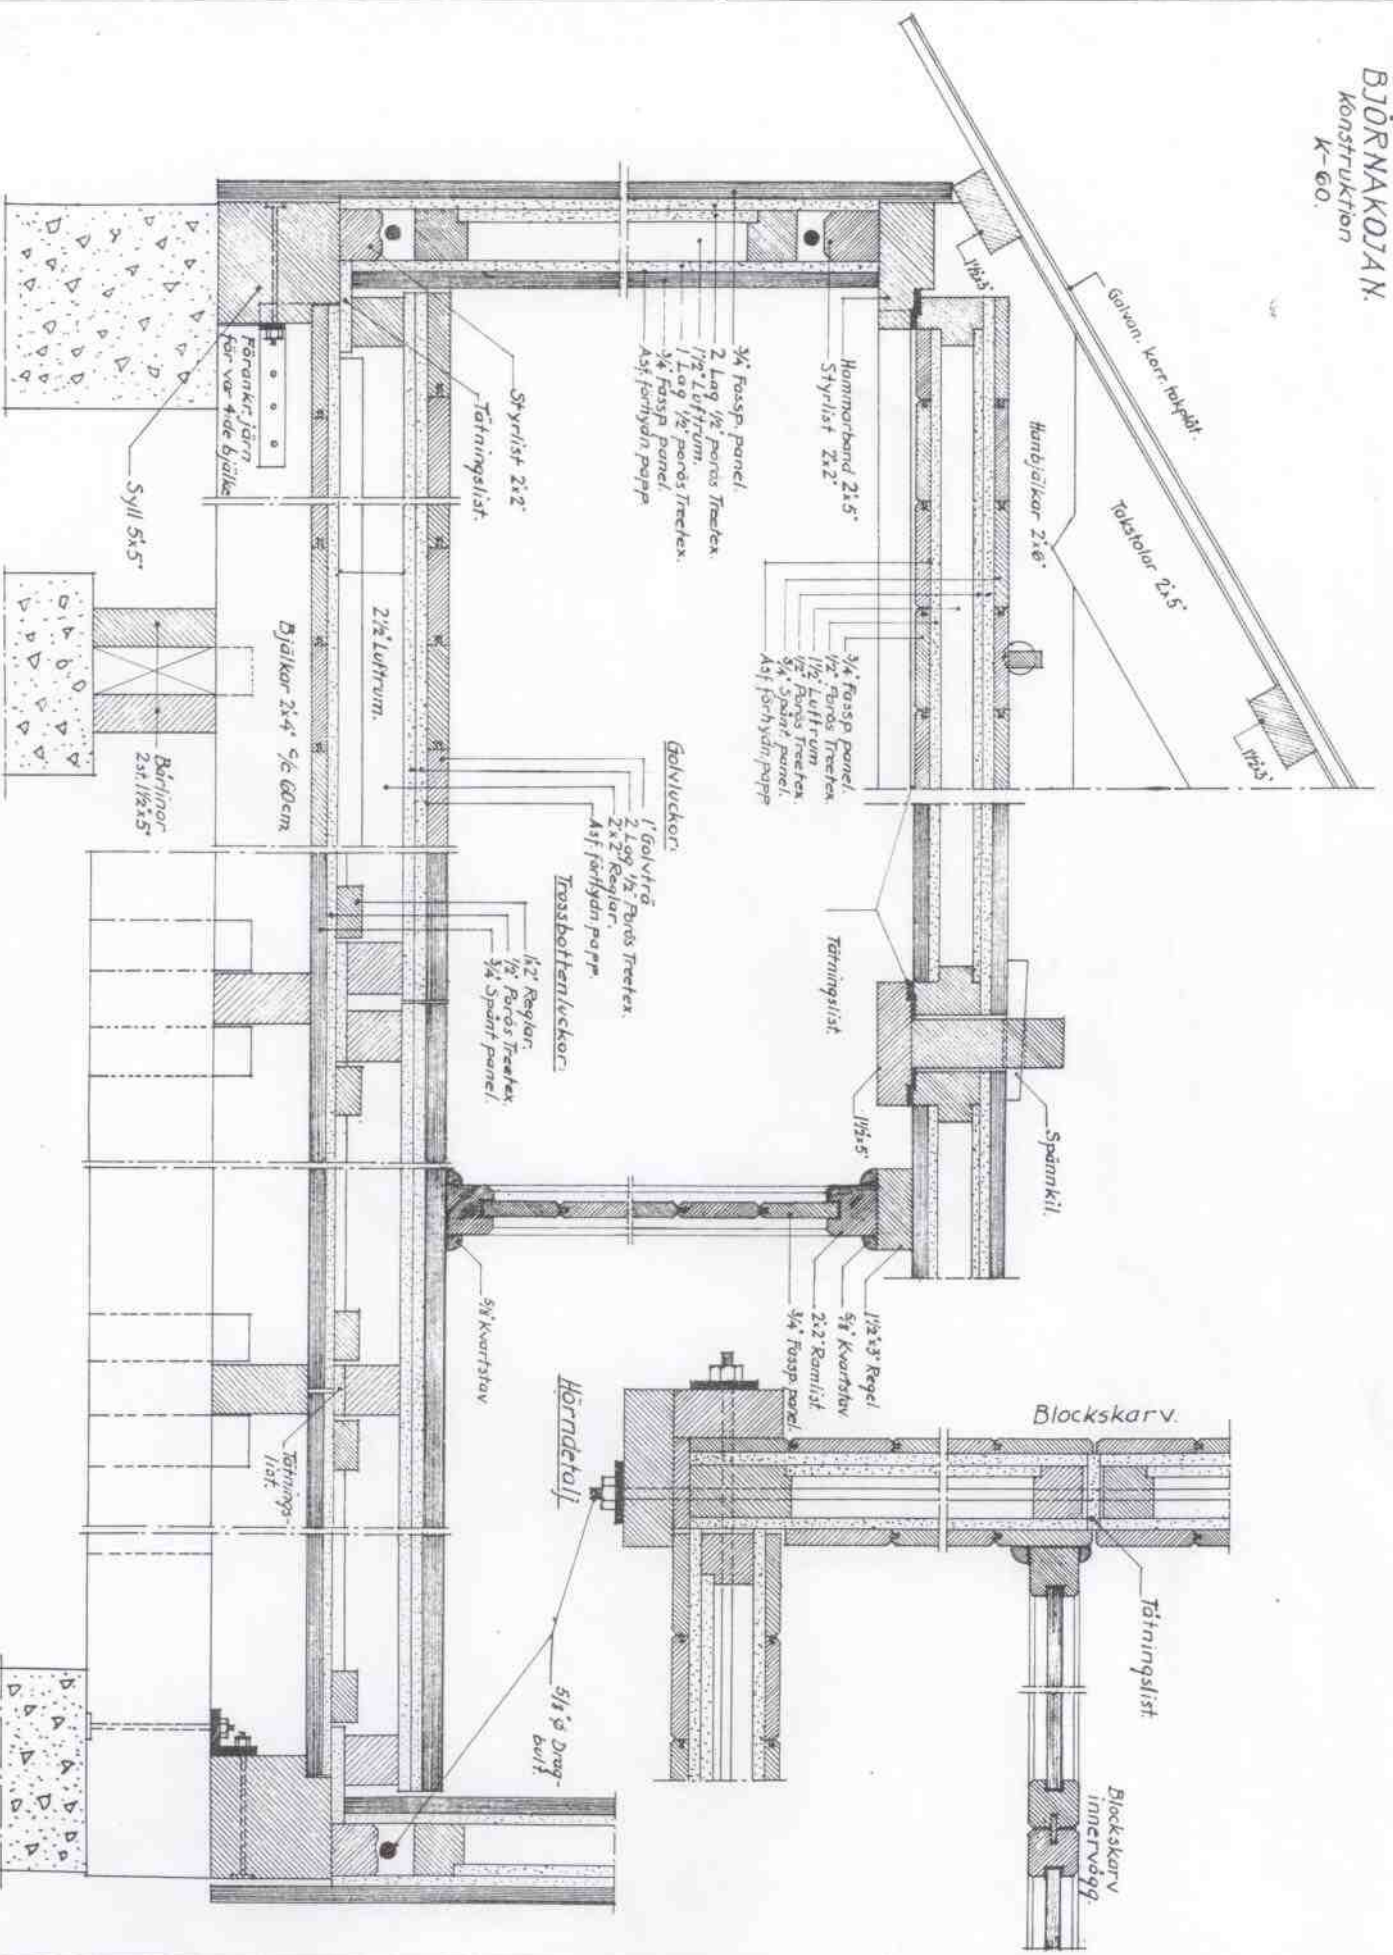 BJÖRNAKOJAN.
Konstruktion
K-60.
Galvan. korr. takplåt.
1½"x3"
Hanbjälkar 2"x6"
Takstolar 2"x5"
1½"x3"
Hammarband 2"x5"
Styrlist 2"x2"
¾" Fassp. panel.
2 Lag ½" porös Treetex.
1½" Luftrum.
1 Lag ½" porös Treetex.
¾" Fassp. panel.
Asf. förhydn. papp
¾" Fassp. panel.
½" Porös Treetex.
1½" Luftrum
½" Porös Treetex.
¾" Spånt. panel.
Asf. förhydn. papp
Tätningslist.
Spännkil.
1½"x5"
Styrlist 2"x2"
Tätningslist.
Förankr. järn
för var 4de bjälke
Syll 5"x5"
2½" Luftrum.
Bjälkar 2"x4" c/c 60cm
Bärlinor
2 st. 1½"x5"
Golvluckor:
1" Golvträ
2 Lag ½" Porös Treetex.
2"x2" Reglar.
Asf. förhydn. papp.
Trossbottenluckor:
1"x2" Reglar.
½" Porös Treetex.
¾" Spånt panel.
1½"x3" Regel
5/8" Kvartstav
2"x2" Ramlist.
¾" Fassp. panel.
5/8" Kvartstav
Tätnings-
list.
Hörndetalj
5/8" Ø Drag-
bult.
Blockskarv.
Tätningslist.
Blockskarv
innervägg.